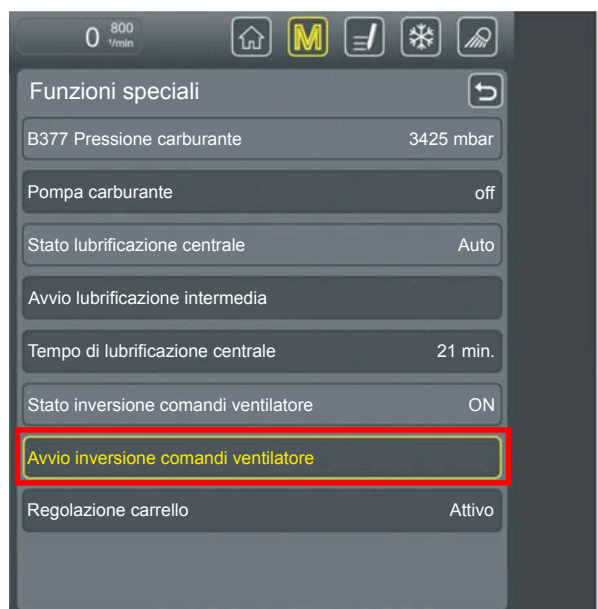 0 800 1/min
M
Funzioni speciali
B377 Pressione carburante 3425 mbar
Pompa carburante off
Stato lubrificazione centrale Auto
Avvio lubrificazione intermedia
Tempo di lubrificazione centrale 21 min.
Stato inversione comandi ventilatore ON
Avvio inversione comandi ventilatore
Regolazione carrello Attivo